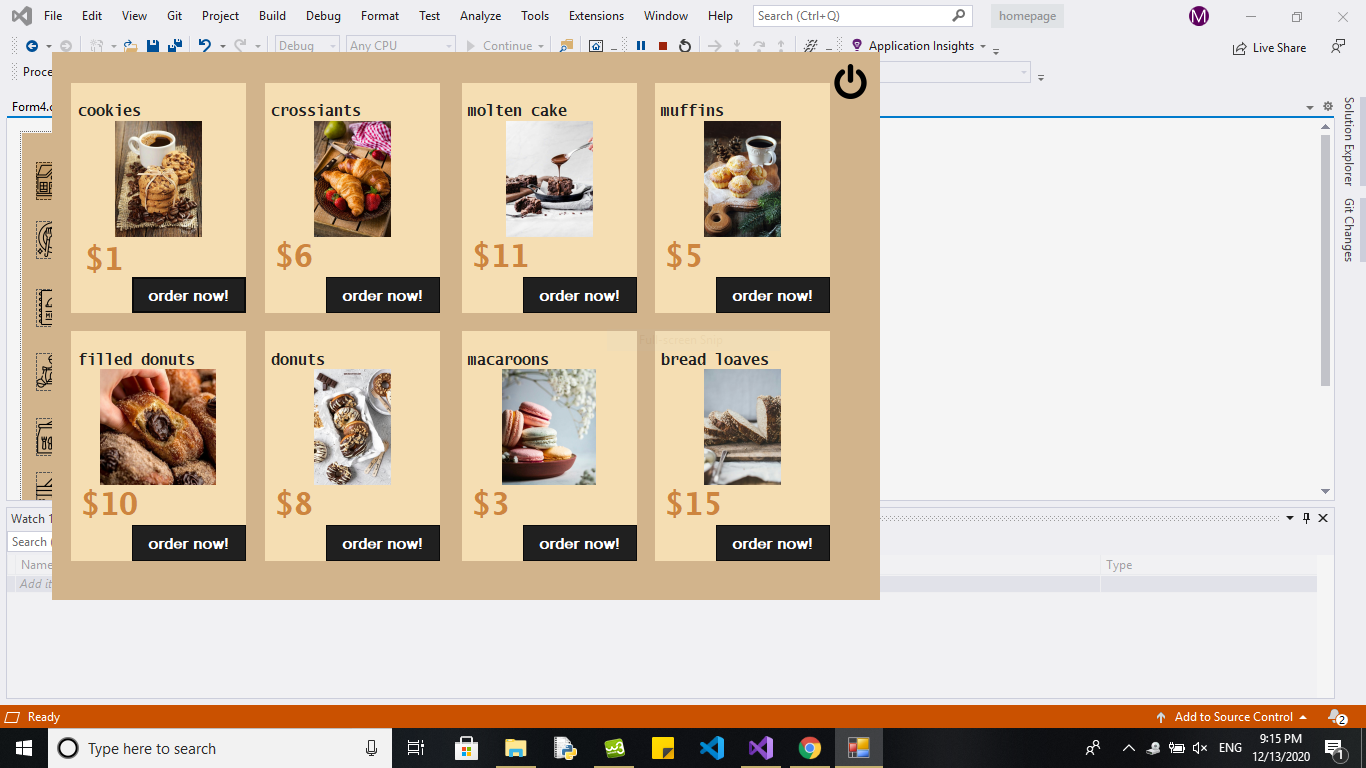 File Edit View Git Project Build Debug Format Test Analyze Tools Extensions Window Help Search (Ctrl+Q) homepage M
Debug Any CPU Continue Application Insights Live Share
Proce
Form4.
cookies crossiants molten cake muffins
$1 $6 $11 $5
order now! order now! order now! order now!
Full-screen Snip
filled donuts donuts macaroons bread loaves
$10 $8 $3 $15
order now! order now! order now! order now!
Solution Explorer
Git Changes
Watch 1
Search (
Name Type
Add it
Ready Add to Source Control 2
Type here to search ENG 9:15 PM
12/13/2020 1